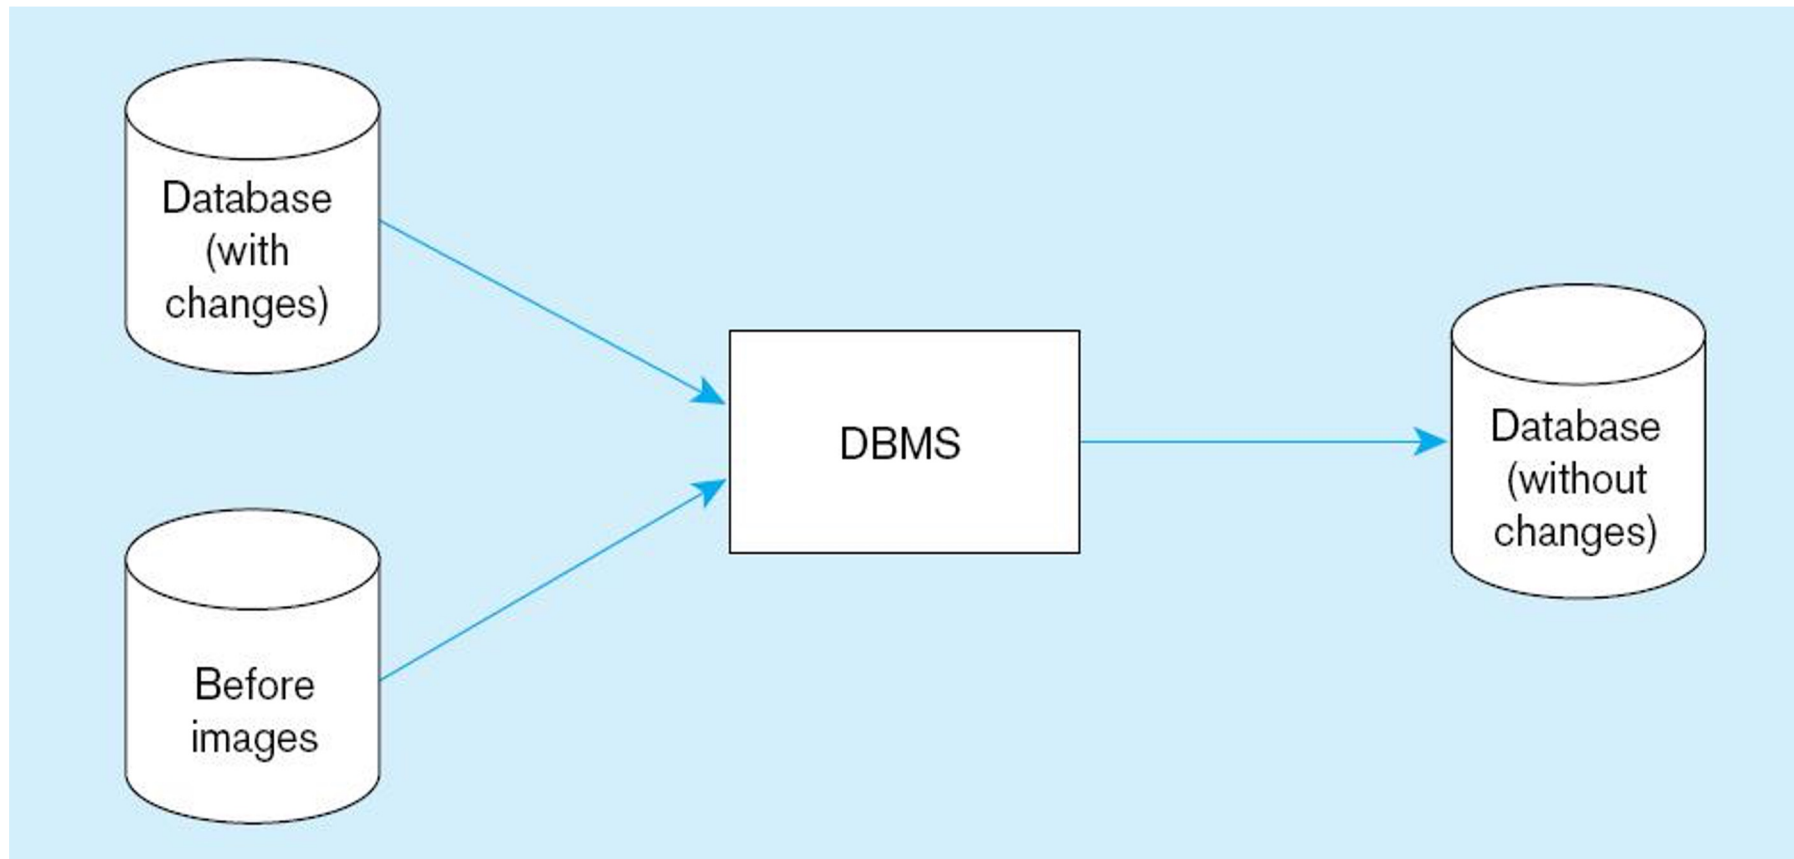 Database
(with
changes)
Before
images
DBMS
Database
(without
changes)